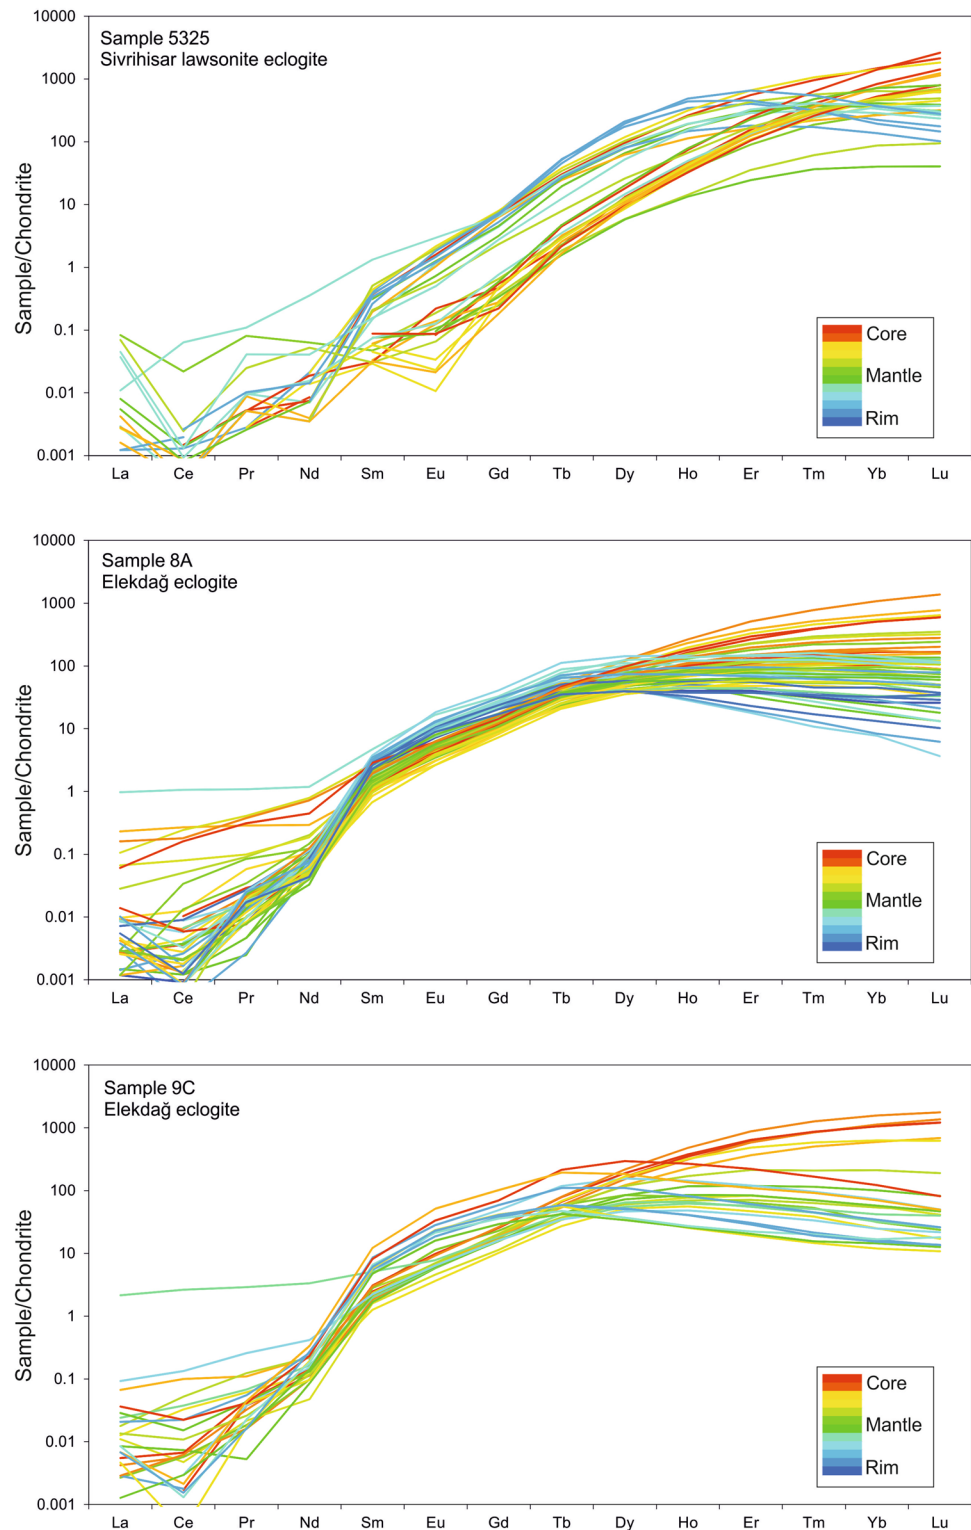 Sample 5325
Sivrihisar lawsonite eclogite
Sample/Chondrite
10000
1000
100
10
1
0.1
0.01
0.001
Core
Mantle
Rim
La Ce Pr Nd Sm Eu Gd Tb Dy Ho Er Tm Yb Lu
Sample 8A
Elekdağ eclogite
Sample/Chondrite
10000
1000
100
10
1
0.1
0.01
0.001
Core
Mantle
Rim
La Ce Pr Nd Sm Eu Gd Tb Dy Ho Er Tm Yb Lu
Sample 9C
Elekdağ eclogite
Sample/Chondrite
10000
1000
100
10
1
0.1
0.01
0.001
Core
Mantle
Rim
La Ce Pr Nd Sm Eu Gd Tb Dy Ho Er Tm Yb Lu